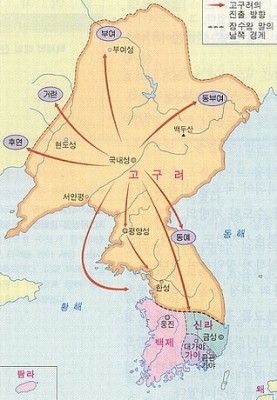 고구려의
진출 방향
장수왕 말의
남쪽 경계
부여
부여성
거란
동부여
후연
현도성
백두산
국내성
고구려
서안평
평양성
동예
동해
한성
황해
웅진
신라
금성
백제
대가야
가야
금관
가야
탐라
왜